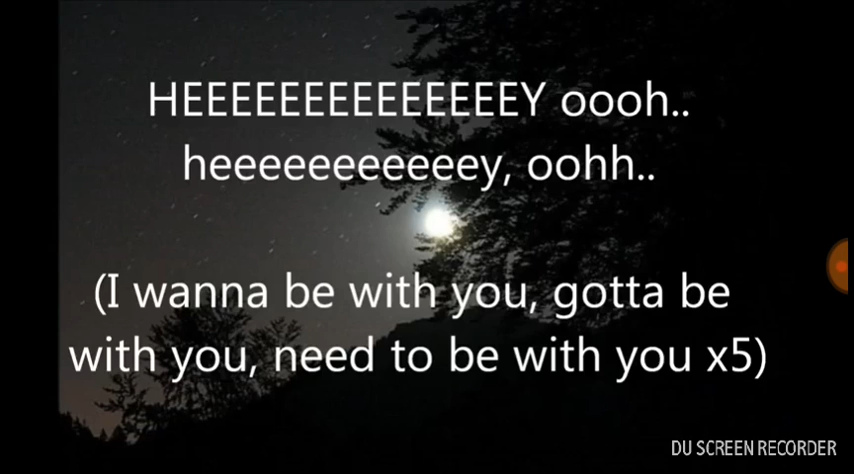 HEEEEEEEEEEEEEEY oooh..
heeeeeeeeeeey, oohh..
(I wanna be with you, gotta be
with you, need to be with you x5)
DU SCREEN RECORDER